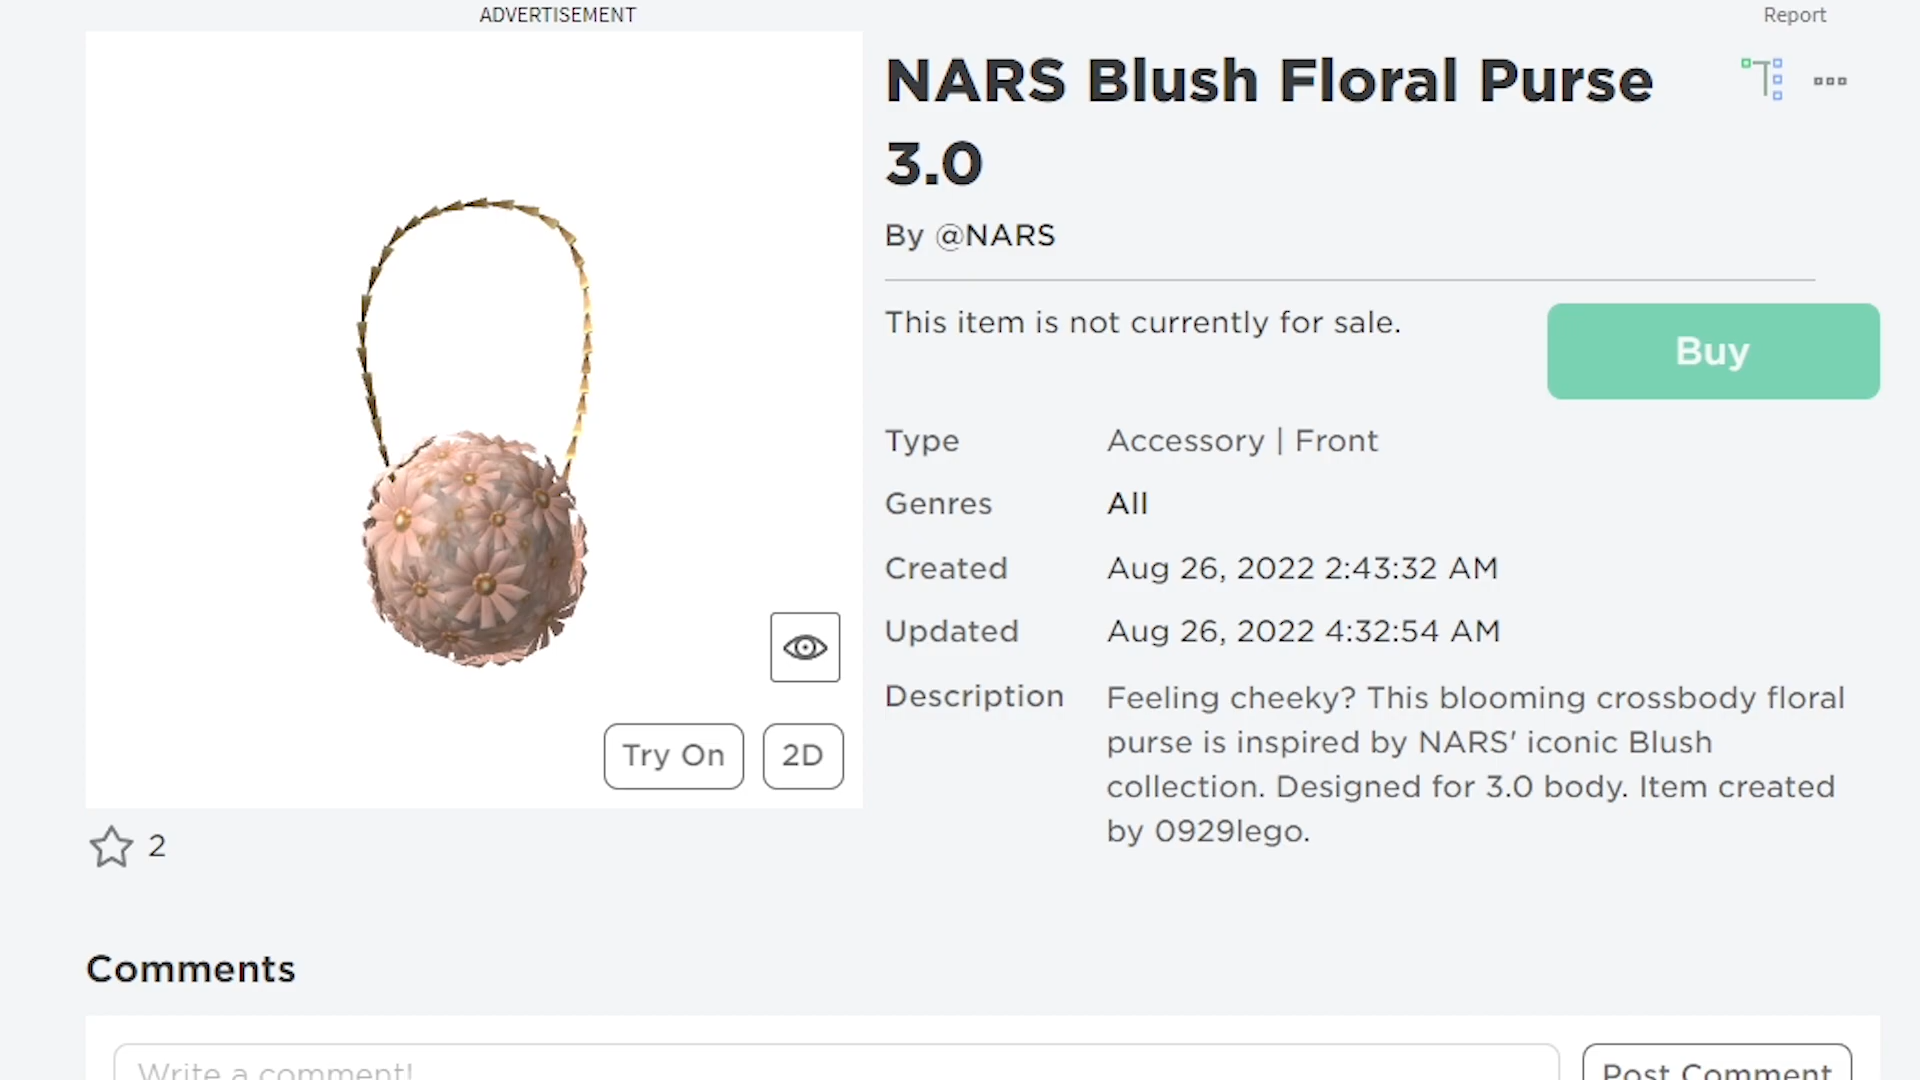 ADVERTISEMENT
Report
NARS Blush Floral Purse
3.0
By @NARS
This item is not currently for sale.
Buy
Type Accessory | Front
Genres All
Created Aug 26, 2022 2:43:32 AM
Updated Aug 26, 2022 4:32:54 AM
Description Feeling cheeky? This blooming crossbody floral
purse is inspired by NARS' iconic Blush
collection. Designed for 3.0 body. Item created
by 0929lego.
Try On
2D
2
Comments
Write a comment!
Post Comment